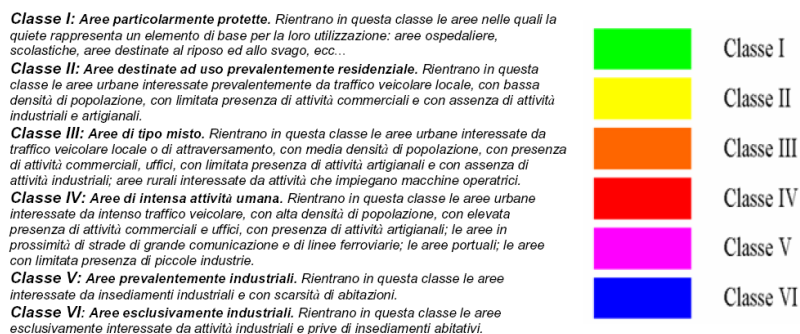 Classe I: Aree particolarmente protette. Rientrano in questa classe le aree nelle quali la
quiete rappresenta un elemento di base per la loro utilizzazione: aree ospedaliere,
scolastiche, aree destinate al riposo ed allo svago, ecc...
Classe II: Aree destinate ad uso prevalentemente residenziale. Rientrano in questa
classe le aree urbane interessate prevalentemente da traffico veicolare locale, con bassa
densità di popolazione, con limitata presenza di attività commerciali e con assenza di attività
industriali e artigianali.
Classe III: Aree di tipo misto. Rientrano in questa classe le aree urbane interessate da
traffico veicolare locale o di attraversamento, con media densità di popolazione, con presenza
di attività commerciali, uffici, con limitata presenza di attività artigianali e con assenza di
attività industriali; aree rurali interessate da attività che impiegano macchine operatrici.
Classe IV: Aree di intensa attività umana. Rientrano in questa classe le aree urbane
interessate da intenso traffico veicolare, con alta densità di popolazione, con elevata
presenza di attività commerciali e uffici, con presenza di attività artigianali; le aree in
prossimità di strade di grande comunicazione e di linee ferroviarie; le aree portuali; le aree
con limitata presenza di piccole industrie.
Classe V: Aree prevalentemente industriali. Rientrano in questa classe le aree
interessate da insediamenti industriali e con scarsità di abitazioni.
Classe VI: Aree esclusivamente industriali. Rientrano in questa classe le aree
esclusivamente interessate da attività industriali e prive di insediamenti abitativi.
Classe I
Classe II
Classe III
Classe IV
Classe V
Classe VI